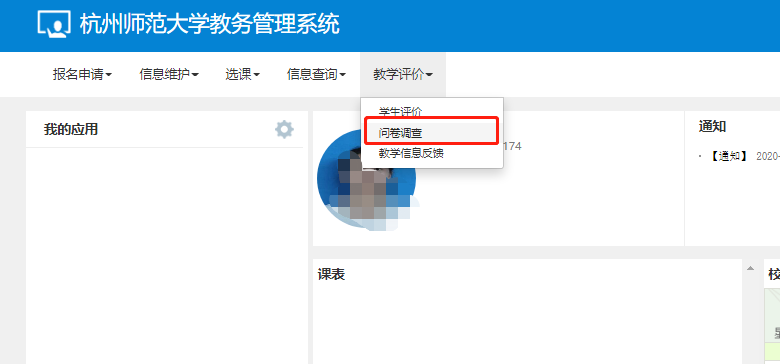 杭州师范大学教务管理系统
报名申请 信息维护 选课 信息查询 教学评价
学生评价
问卷调查
教学信息反馈
我的应用
174
通知
· 【通知】 2020-
课表
校